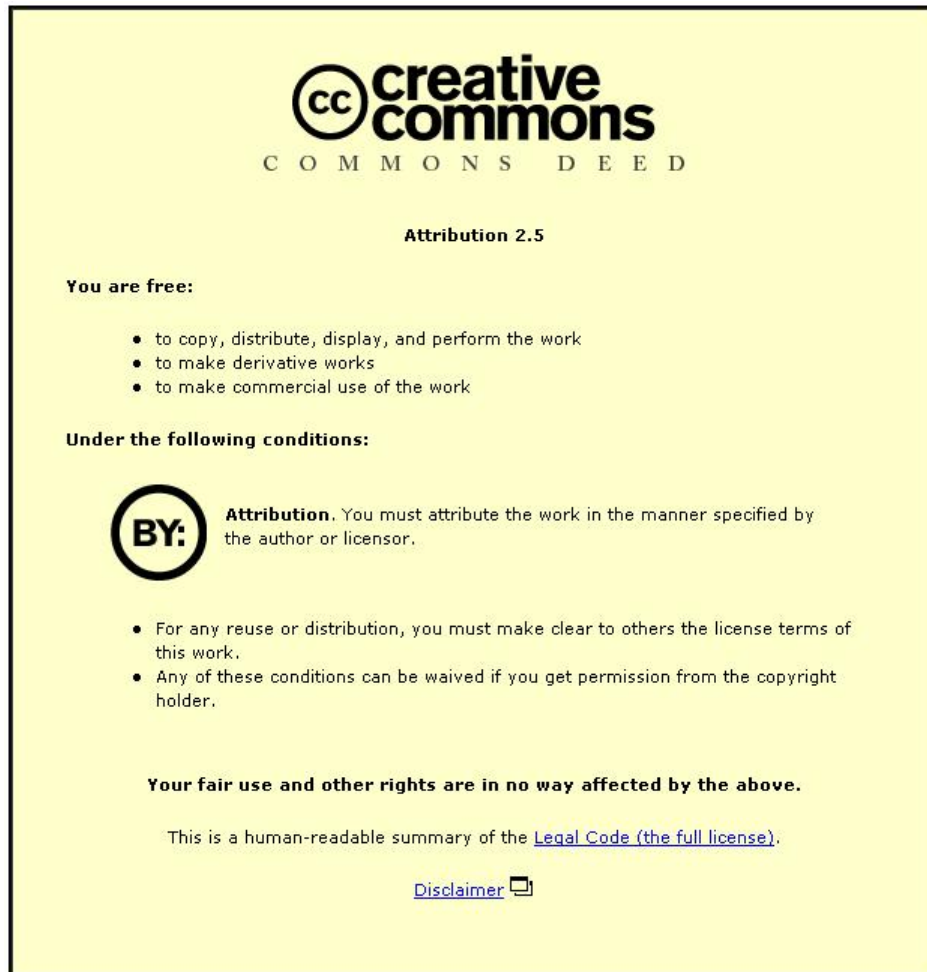 cc creative
commons
COMMONS DEED
Attribution 2.5
You are free:
• to copy, distribute, display, and perform the work
• to make derivative works
• to make commercial use of the work
Under the following conditions:
BY:
Attribution. You must attribute the work in the manner specified by
the author or licensor.
• For any reuse or distribution, you must make clear to others the license terms of
this work.
• Any of these conditions can be waived if you get permission from the copyright
holder.
Your fair use and other rights are in no way affected by the above.
This is a human-readable summary of the Legal Code (the full license).
Disclaimer